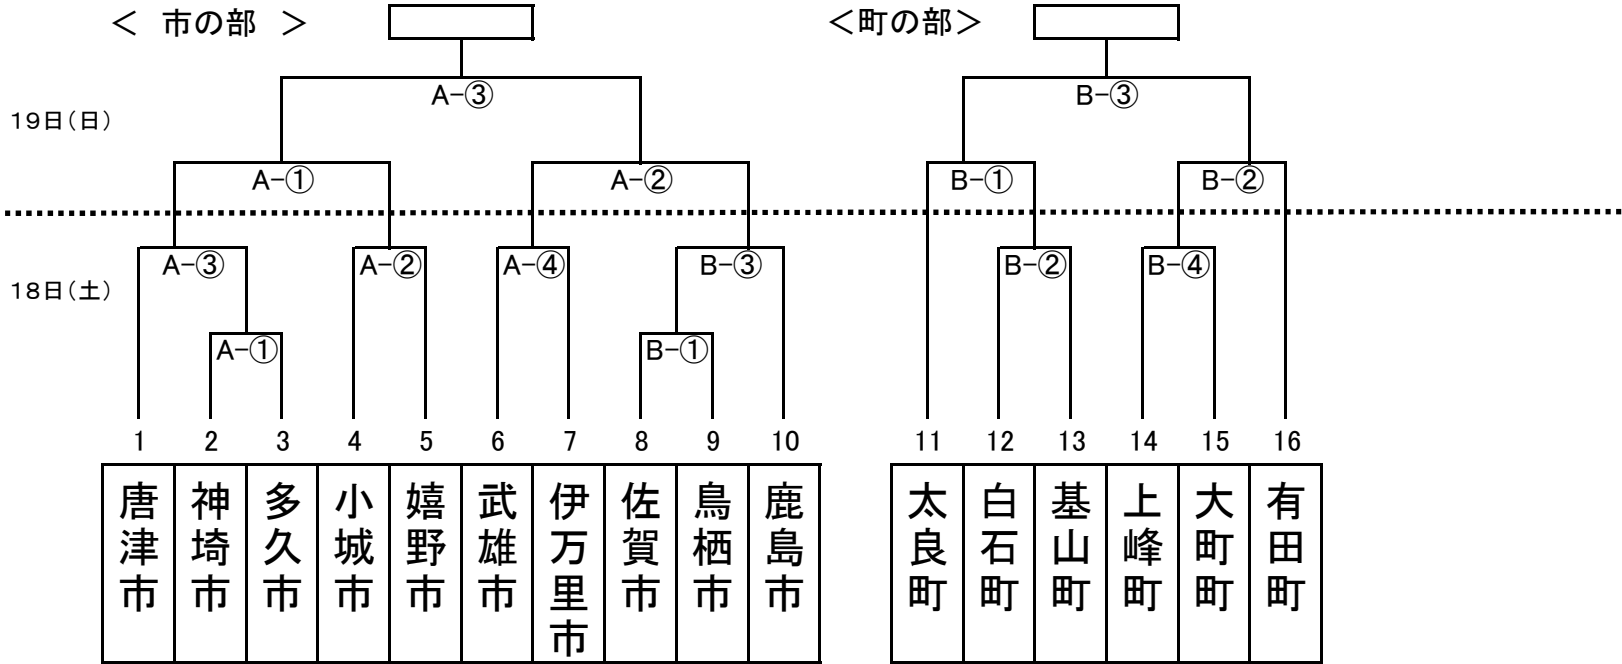 ＜ 市の部 ＞
＜町の部＞
A-③
B-③
19日(日)
A-①
A-②
B-①
B-②
A-③
A-②
A-④
B-③
B-②
B-④
18日(土)
A-①
B-①
1 2 3 4 5 6 7 8 9 10 11 12 13 14 15 16
唐津市
神埼市
多久市
小城市
嬉野市
武雄市
伊万里市
佐賀市
鳥栖市
鹿島市
太良町
白石町
基山町
上峰町
大町町
有田町